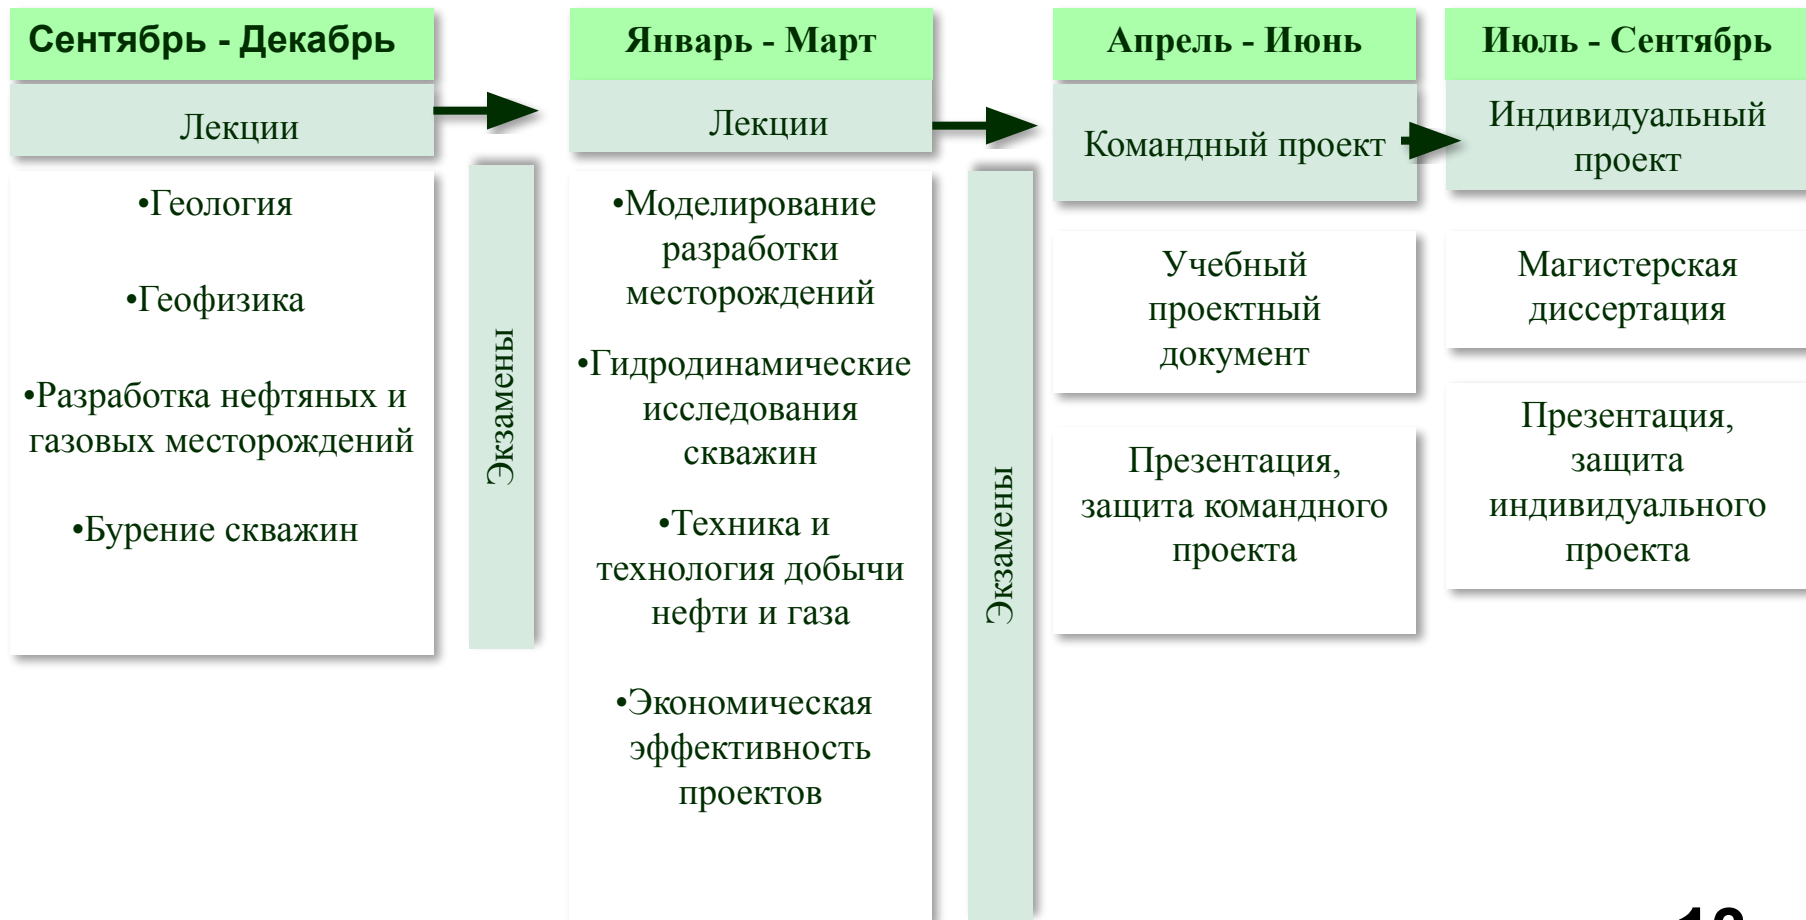 Сентябрь - Декабрь
Лекции
•Геология
•Геофизика
•Разработка нефтяных и
газовых месторождений
•Бурение скважин
Экзамены
Январь - Март
Лекции
•Моделирование
разработки
месторождений
•Гидродинамические
исследования
скважин
•Техника и
технология добычи
нефти и газа
•Экономическая
эффективность
проектов
Экзамены
Апрель - Июнь
Командный проект
Учебный
проектный
документ
Презентация,
защита командного
проекта
Июль - Сентябрь
Индивидуальный
проект
Магистерская
диссертация
Презентация,
защита
индивидуального
проекта